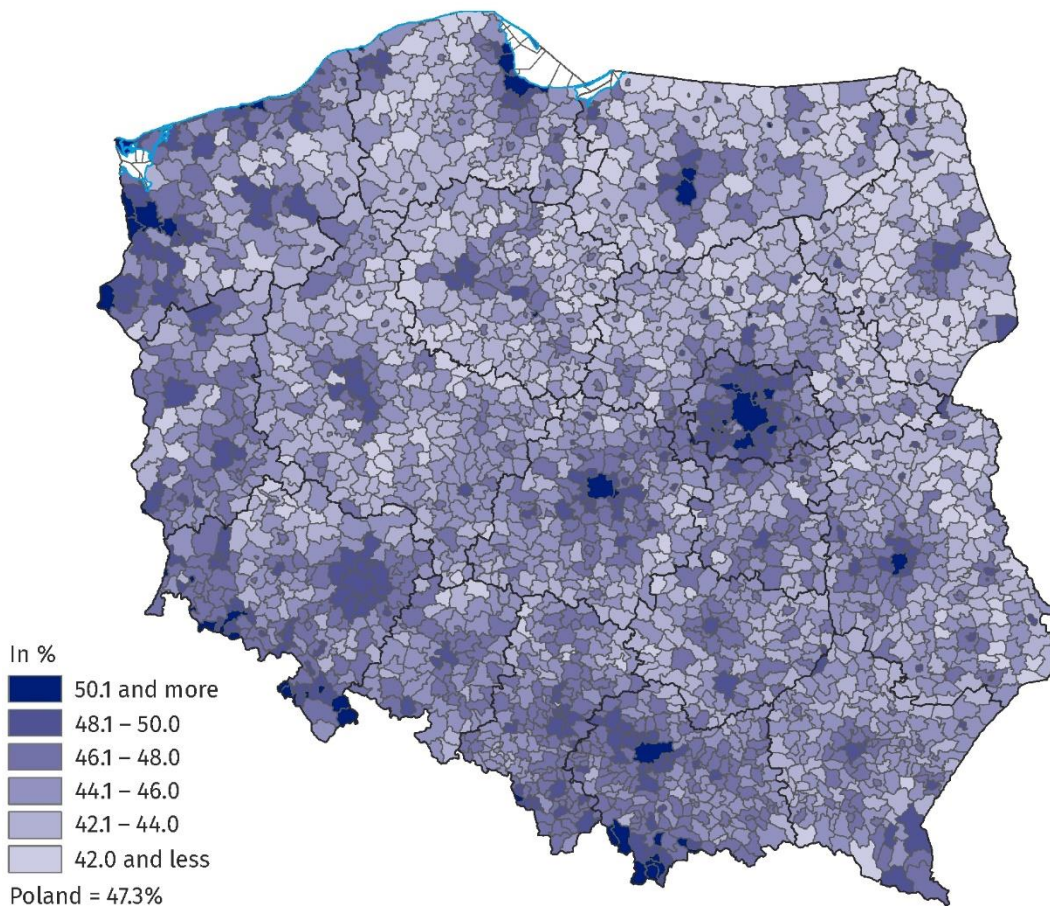 In %
50.1 and more
48.1 – 50.0
46.1 – 48.0
44.1 – 46.0
42.1 – 44.0
42.0 and less
Poland = 47.3%